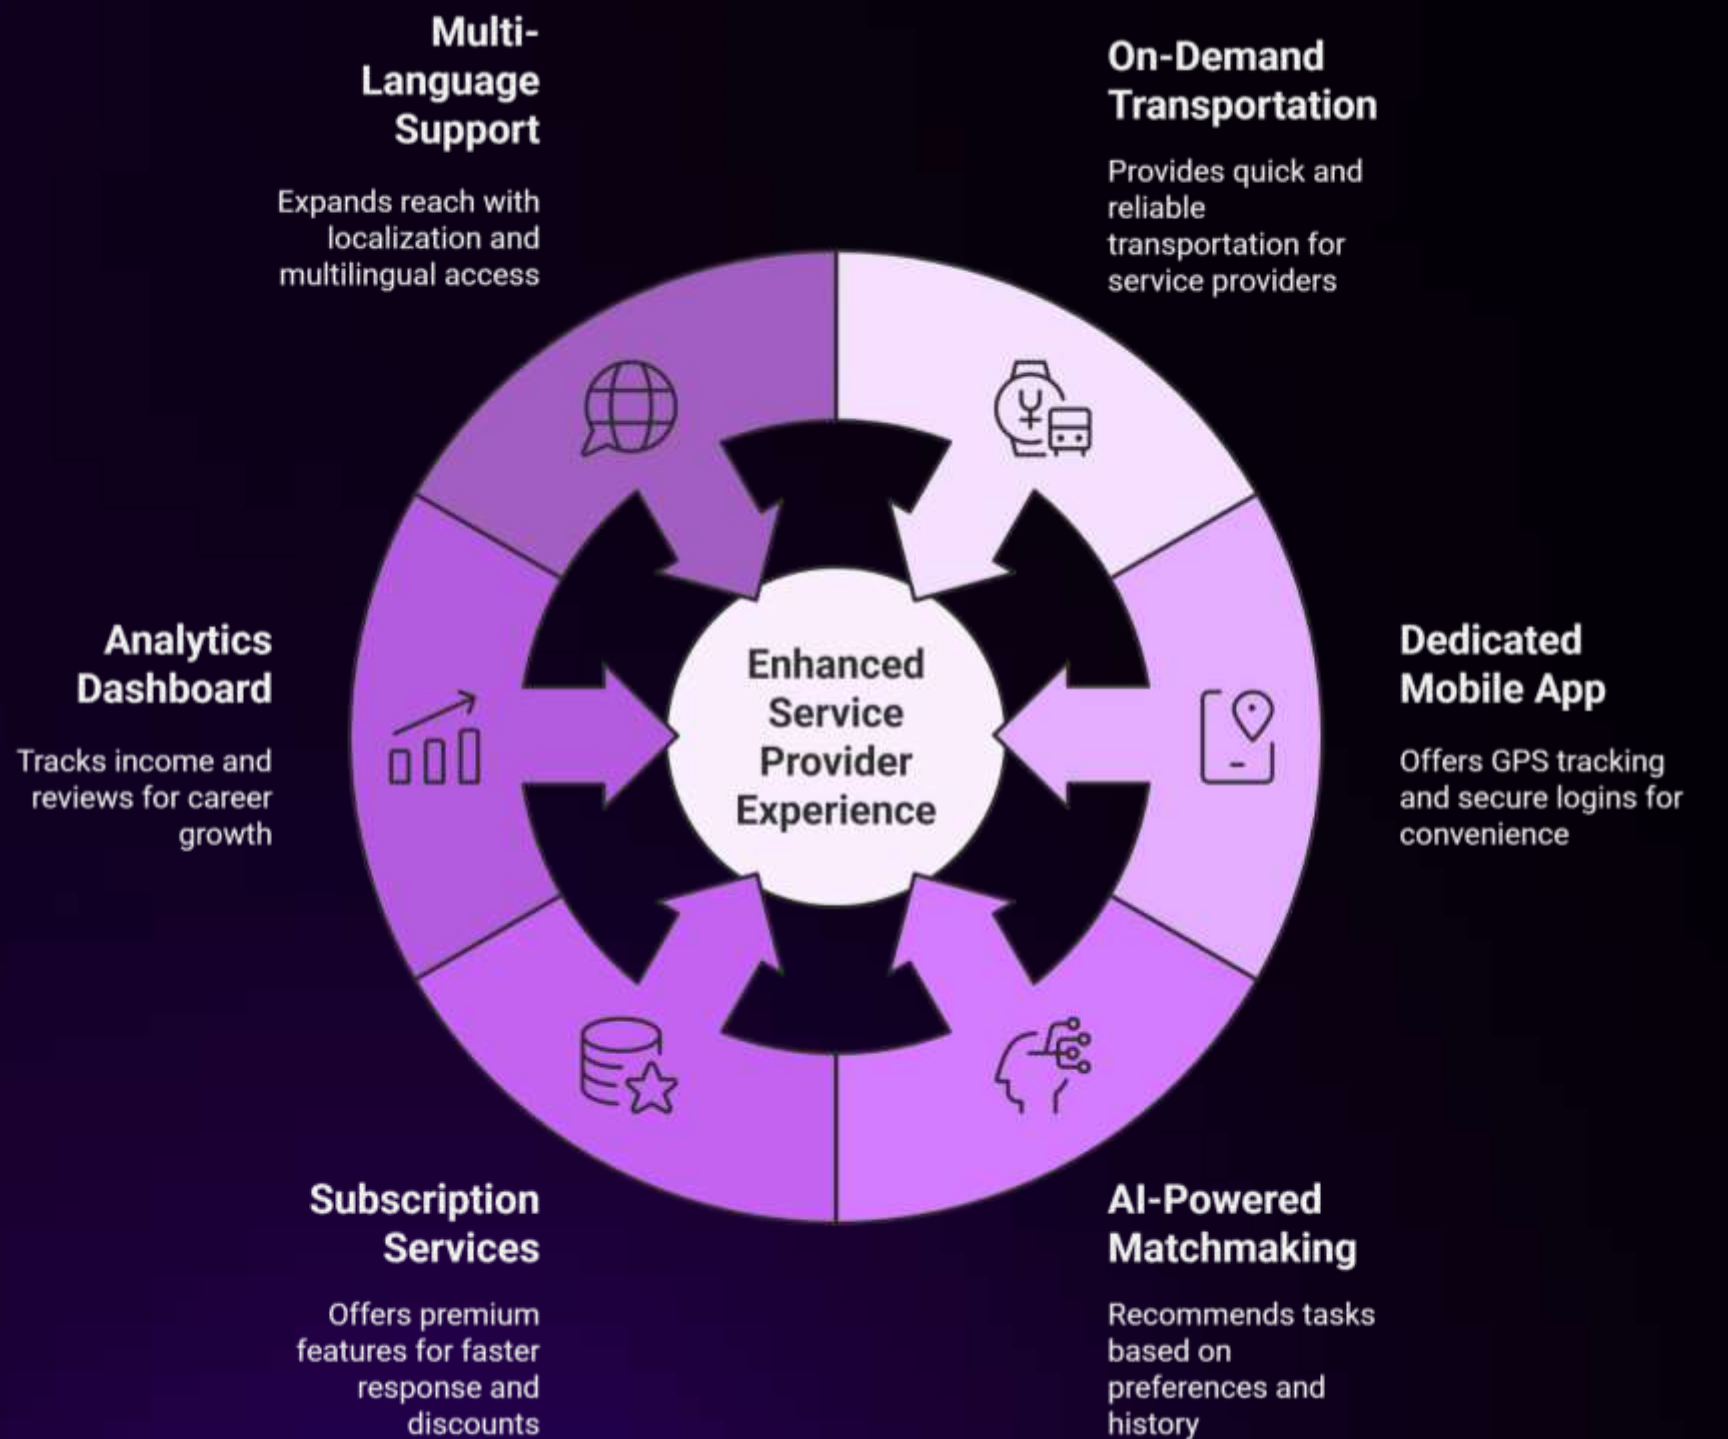 Multi-
Language
Support
Expands reach with
localization and
multilingual access
On-Demand
Transportation
Provides quick and
reliable
transportation for
service providers
Analytics
Dashboard
Tracks income and
reviews for career
growth
Enhanced
Service
Provider
Experience
Dedicated
Mobile App
Offers GPS tracking
and secure logins for
convenience
Subscription
Services
Offers premium
features for faster
response and
discounts
AI-Powered
Matchmaking
Recommends tasks
based on
preferences and
history